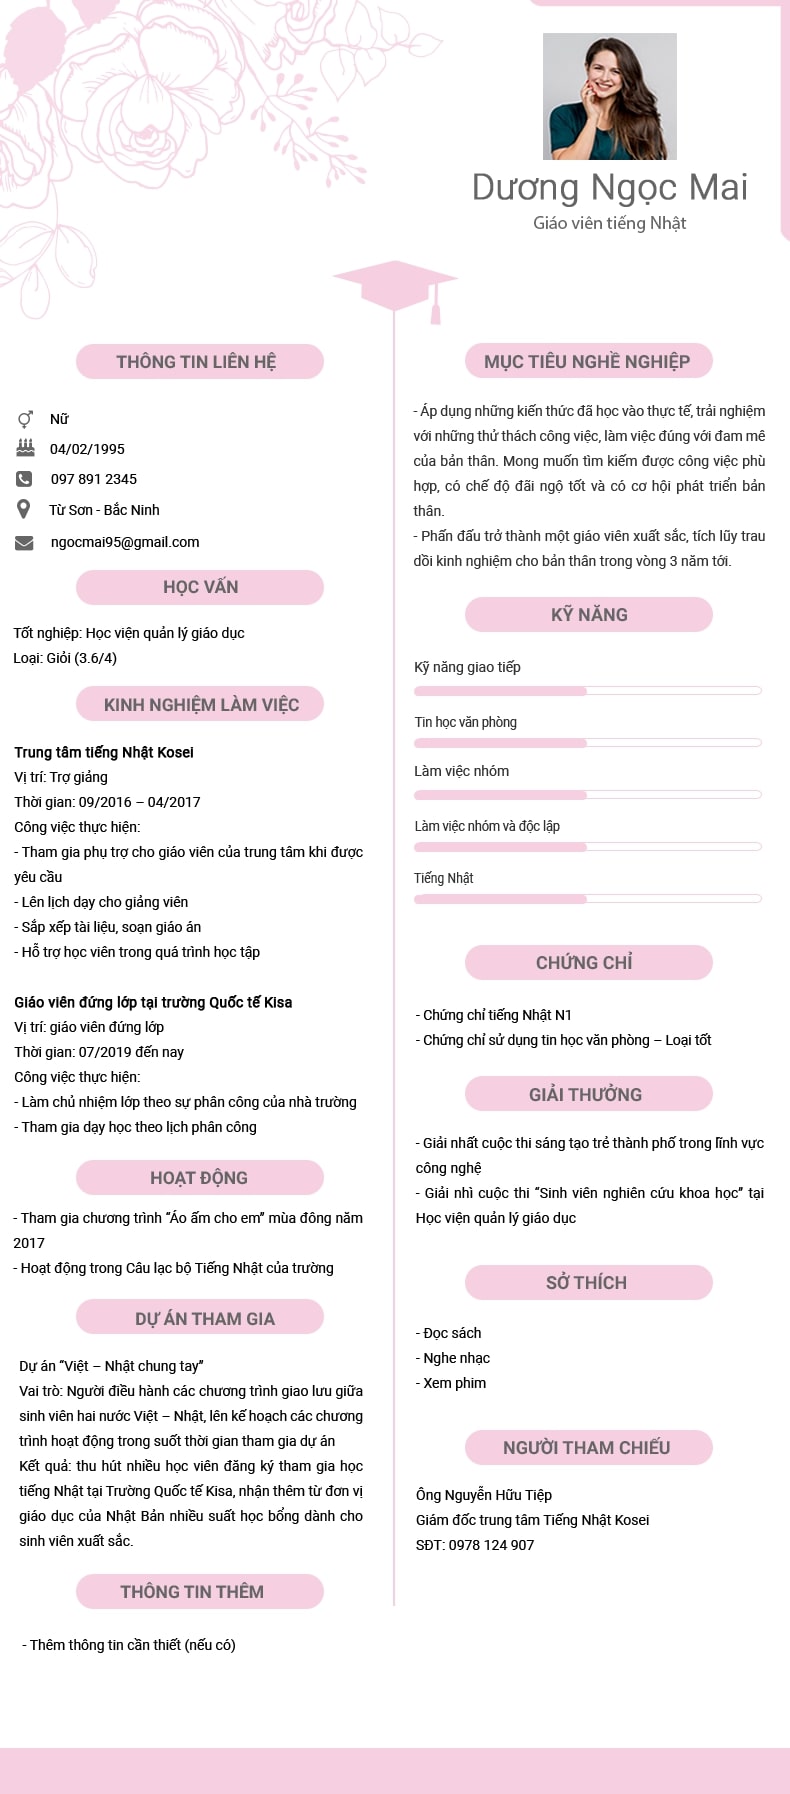 Dương Ngọc Mai
Giáo viên tiếng Nhật
THÔNG TIN LIÊN HỆ
Nữ
04/02/1995
097 891 2345
Từ Sơn - Bắc Ninh
ngocmai95@gmail.com
HỌC VẤN
Tốt nghiệp: Học viện quản lý giáo dục
Loại: Giỏi (3.6/4)
KINH NGHIỆM LÀM VIỆC
Trung tâm tiếng Nhật Kosei
Vị trí: Trợ giảng
Thời gian: 09/2016 – 04/2017
Công việc thực hiện:
- Tham gia phụ trợ cho giáo viên của trung tâm khi được
yêu cầu
- Lên lịch dạy cho giảng viên
- Sắp xếp tài liệu, soạn giáo án
- Hỗ trợ học viên trong quá trình học tập
Giáo viên đứng lớp tại trường Quốc tế Kisa
Vị trí: giáo viên đứng lớp
Thời gian: 07/2019 đến nay
Công việc thực hiện:
- Làm chủ nhiệm lớp theo sự phân công của nhà trường
- Tham gia dạy học theo lịch phân công
HOẠT ĐỘNG
- Tham gia chương trình “Áo ấm cho em” mùa đông năm
2017
- Hoạt động trong Câu lạc bộ Tiếng Nhật của trường
DỰ ÁN THAM GIA
Dự án “Việt – Nhật chung tay”
Vai trò: Người điều hành các chương trình giao lưu giữa
sinh viên hai nước Việt – Nhật, lên kế hoạch các chương
trình hoạt động trong suốt thời gian tham gia dự án
Kết quả: thu hút nhiều học viên đăng ký tham gia học
tiếng Nhật tại Trường Quốc tế Kisa, nhận thêm từ đơn vị
giáo dục của Nhật Bản nhiều suất học bổng dành cho
sinh viên xuất sắc.
THÔNG TIN THÊM
- Thêm thông tin cần thiết (nếu có)
MỤC TIÊU NGHỀ NGHIỆP
- Áp dụng những kiến thức đã học vào thực tế, trải nghiệm
với những thử thách công việc, làm việc đúng với đam mê
của bản thân. Mong muốn tìm kiếm được công việc phù
hợp, có chế độ đãi ngộ tốt và có cơ hội phát triển bản
thân.
- Phấn đấu trở thành một giáo viên xuất sắc, tích lũy trau
dồi kinh nghiệm cho bản thân trong vòng 3 năm tới.
KỸ NĂNG
Kỹ năng giao tiếp
Tin học văn phòng
Làm việc nhóm
Làm việc nhóm và độc lập
Tiếng Nhật
CHỨNG CHỈ
- Chứng chỉ tiếng Nhật N1
- Chứng chỉ sử dụng tin học văn phòng – Loại tốt
GIẢI THƯỞNG
- Giải nhất cuộc thi sáng tạo trẻ thành phố trong lĩnh vực
công nghệ
- Giải nhì cuộc thi “Sinh viên nghiên cứu khoa học” tại
Học viện quản lý giáo dục
SỞ THÍCH
- Đọc sách
- Nghe nhạc
- Xem phim
NGƯỜI THAM CHIẾU
Ông Nguyễn Hữu Tiệp
Giám đốc trung tâm Tiếng Nhật Kosei
SĐT: 0978 124 907